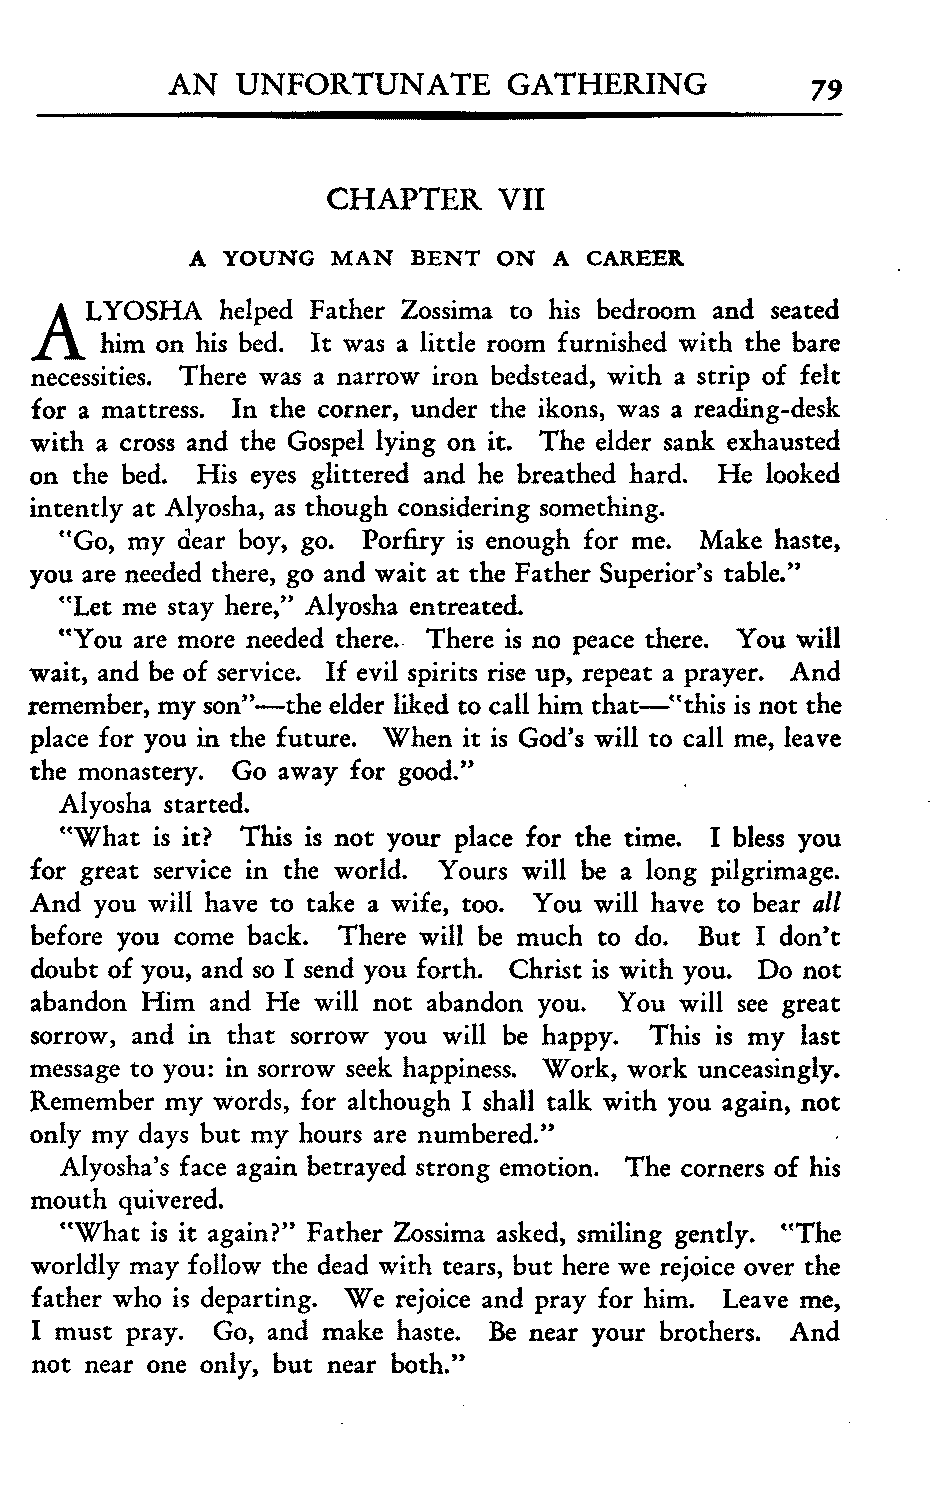 AN UNFORTUNATE GATHERING 79
CHAPTER VII
A YOUNG MAN BENT ON A CAREER
ALYOSHA helped Father Zossima to his bedroom and seated
him on his bed. It was a little room furnished with the bare
necessities. There was a narrow iron bedstead, with a strip of felt
for a mattress. In the corner, under the ikons, was a reading-desk
with a cross and the Gospel lying on it. The elder sank exhausted
on the bed. His eyes glittered and he breathed hard. He looked
intently at Alyosha, as though considering something.
"Go, my dear boy, go. Porfiry is enough for me. Make haste,
you are needed there, go and wait at the Father Superior's table."
"Let me stay here," Alyosha entreated.
"You are more needed there. There is no peace there. You will
wait, and be of service. If evil spirits rise up, repeat a prayer. And
remember, my son"—the elder liked to call him that—"this is not the
place for you in the future. When it is God's will to call me, leave
the monastery. Go away for good."
Alyosha started.
"What is it? This is not your place for the time. I bless you
for great service in the world. Yours will be a long pilgrimage.
And you will have to take a wife, too. You will have to bear all
before you come back. There will be much to do. But I don't
doubt of you, and so I send you forth. Christ is with you. Do not
abandon Him and He will not abandon you. You will see great
sorrow, and in that sorrow you will be happy. This is my last
message to you: in sorrow seek happiness. Work, work unceasingly.
Remember my words, for although I shall talk with you again, not
only my days but my hours are numbered."
Alyosha's face again betrayed strong emotion. The corners of his
mouth quivered.
"What is it again?" Father Zossima asked, smiling gently. "The
worldly may follow the dead with tears, but here we rejoice over the
father who is departing. We rejoice and pray for him. Leave me,
I must pray. Go, and make haste. Be near your brothers. And
not near one only, but near both."